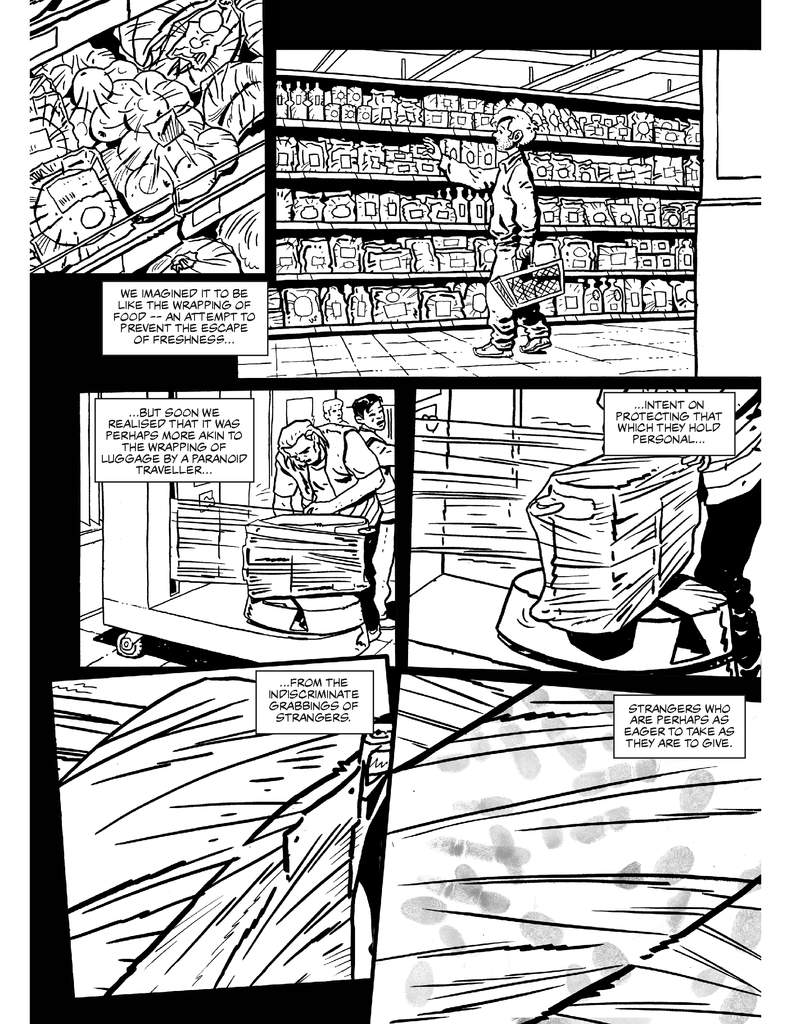 WE IMAGINED IT TO BE
LIKE THE WRAPPING OF
FOOD -- AN ATTEMPT TO
PREVENT THE ESCAPE
OF FRESHNESS...
...BUT SOON WE
REALISED THAT IT WAS
PERHAPS MORE AKIN TO
THE WRAPPING OF
LUGGAGE BY A PARANOID
TRAVELLER...
...INTENT ON
PROTECTING THAT
WHICH THEY HOLD
PERSONAL...
...FROM THE
INDISCRIMINATE
GRABBINGS OF
STRANGERS.
STRANGERS WHO
ARE PERHAPS AS
EAGER TO TAKE AS
THEY ARE TO GIVE.